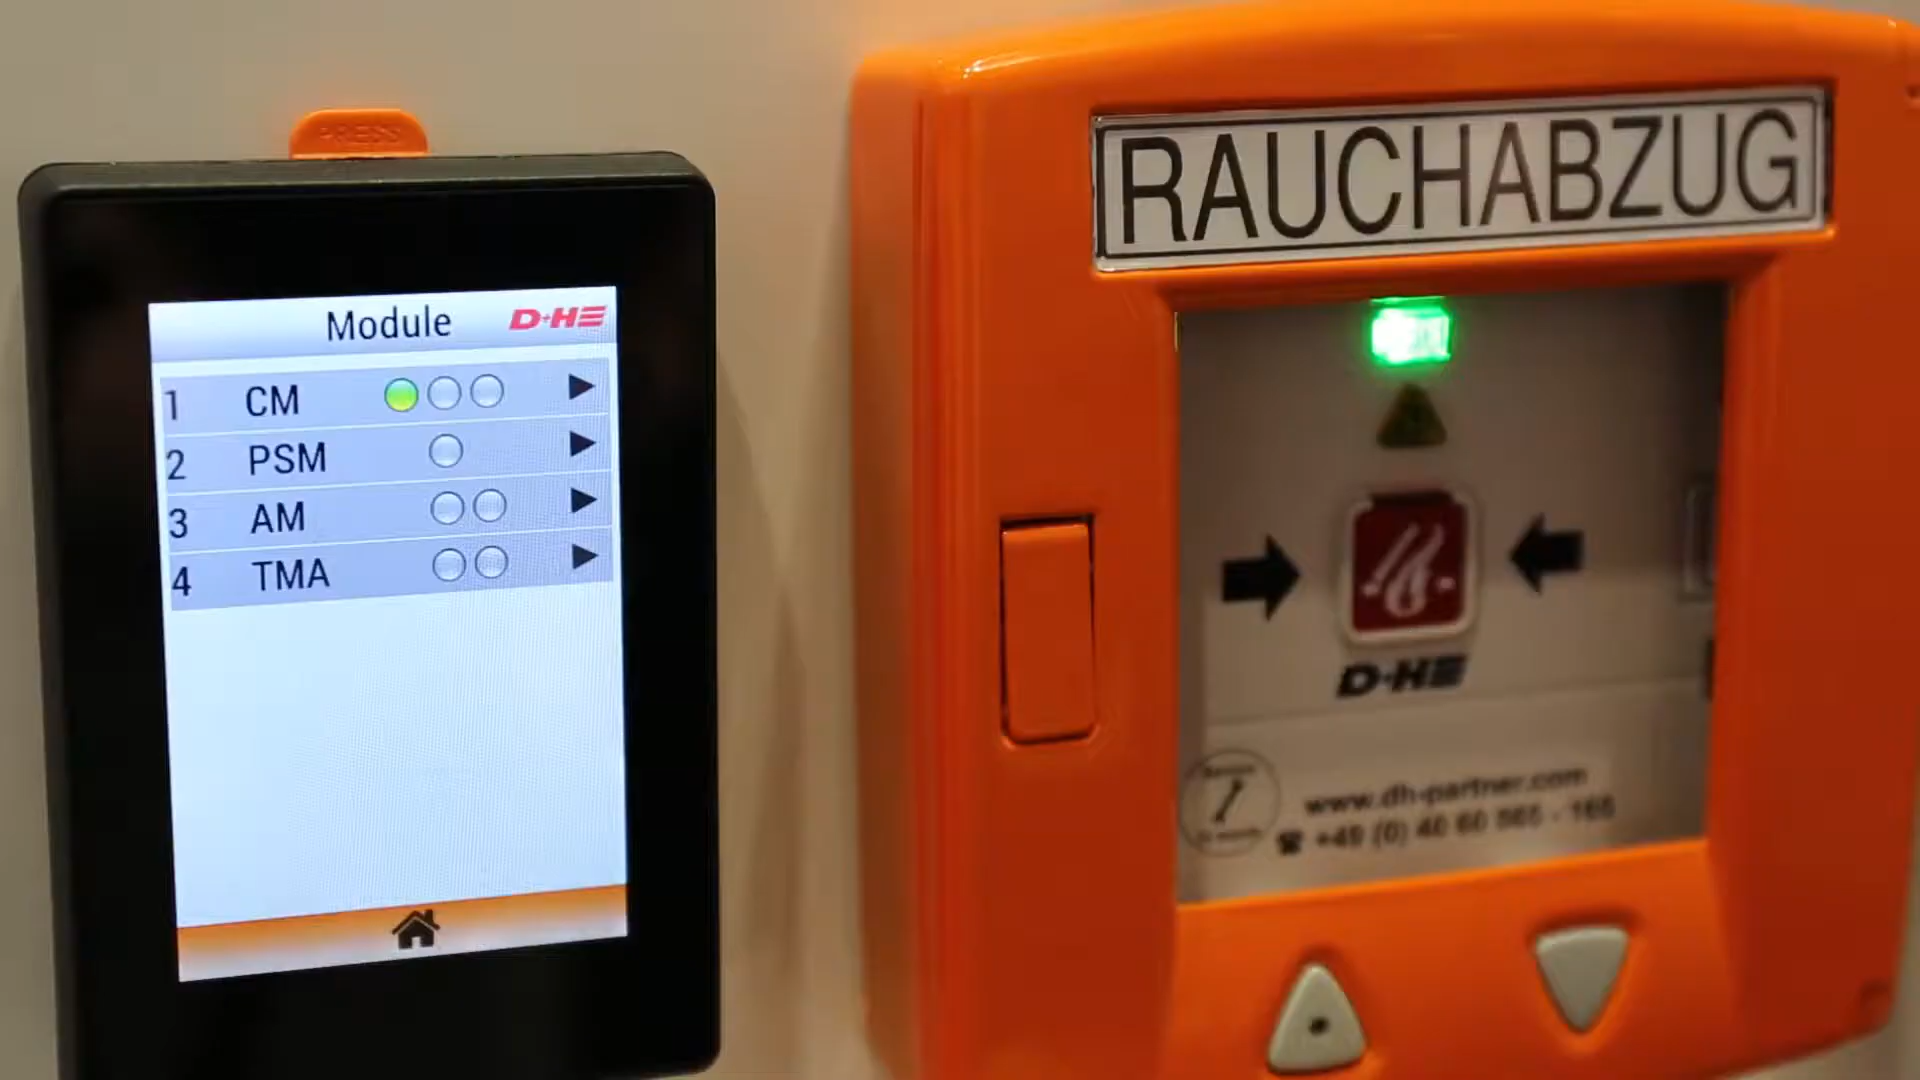 PRESS
Module
D+H
1 CM
2 PSM
3 AM
4 TMA
RAUCHABZUG
D+H
www.dh-partner.com
☎ +49 (0) 40 60 565 - 165